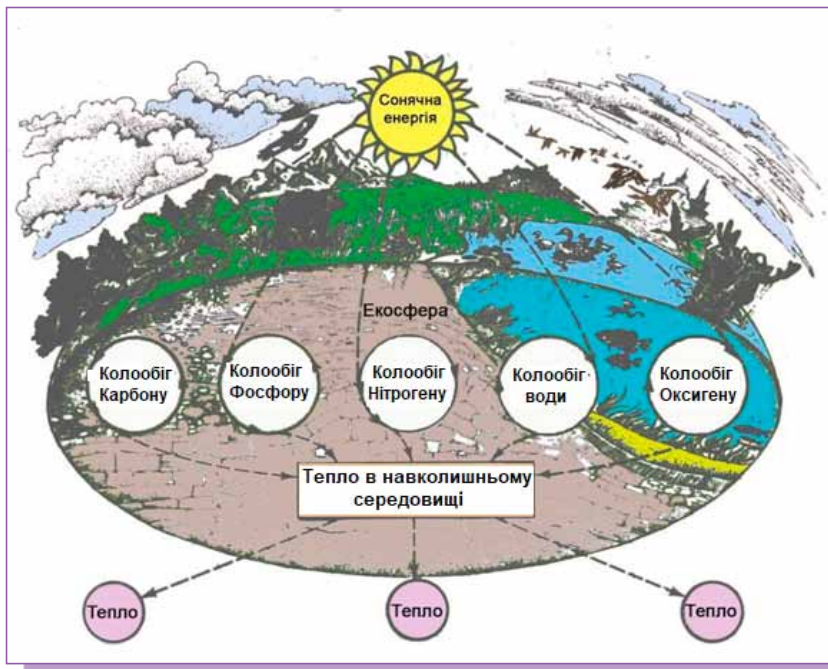 Сонячна
енергія
Екосфера
Колообіг
Карбону
Колообіг
Фосфору
Колообіг
Нітрогену
Колообіг
води
Колообіг
Оксигену
Тепло в навколишньому
середовищі
Тепло
Тепло
Тепло